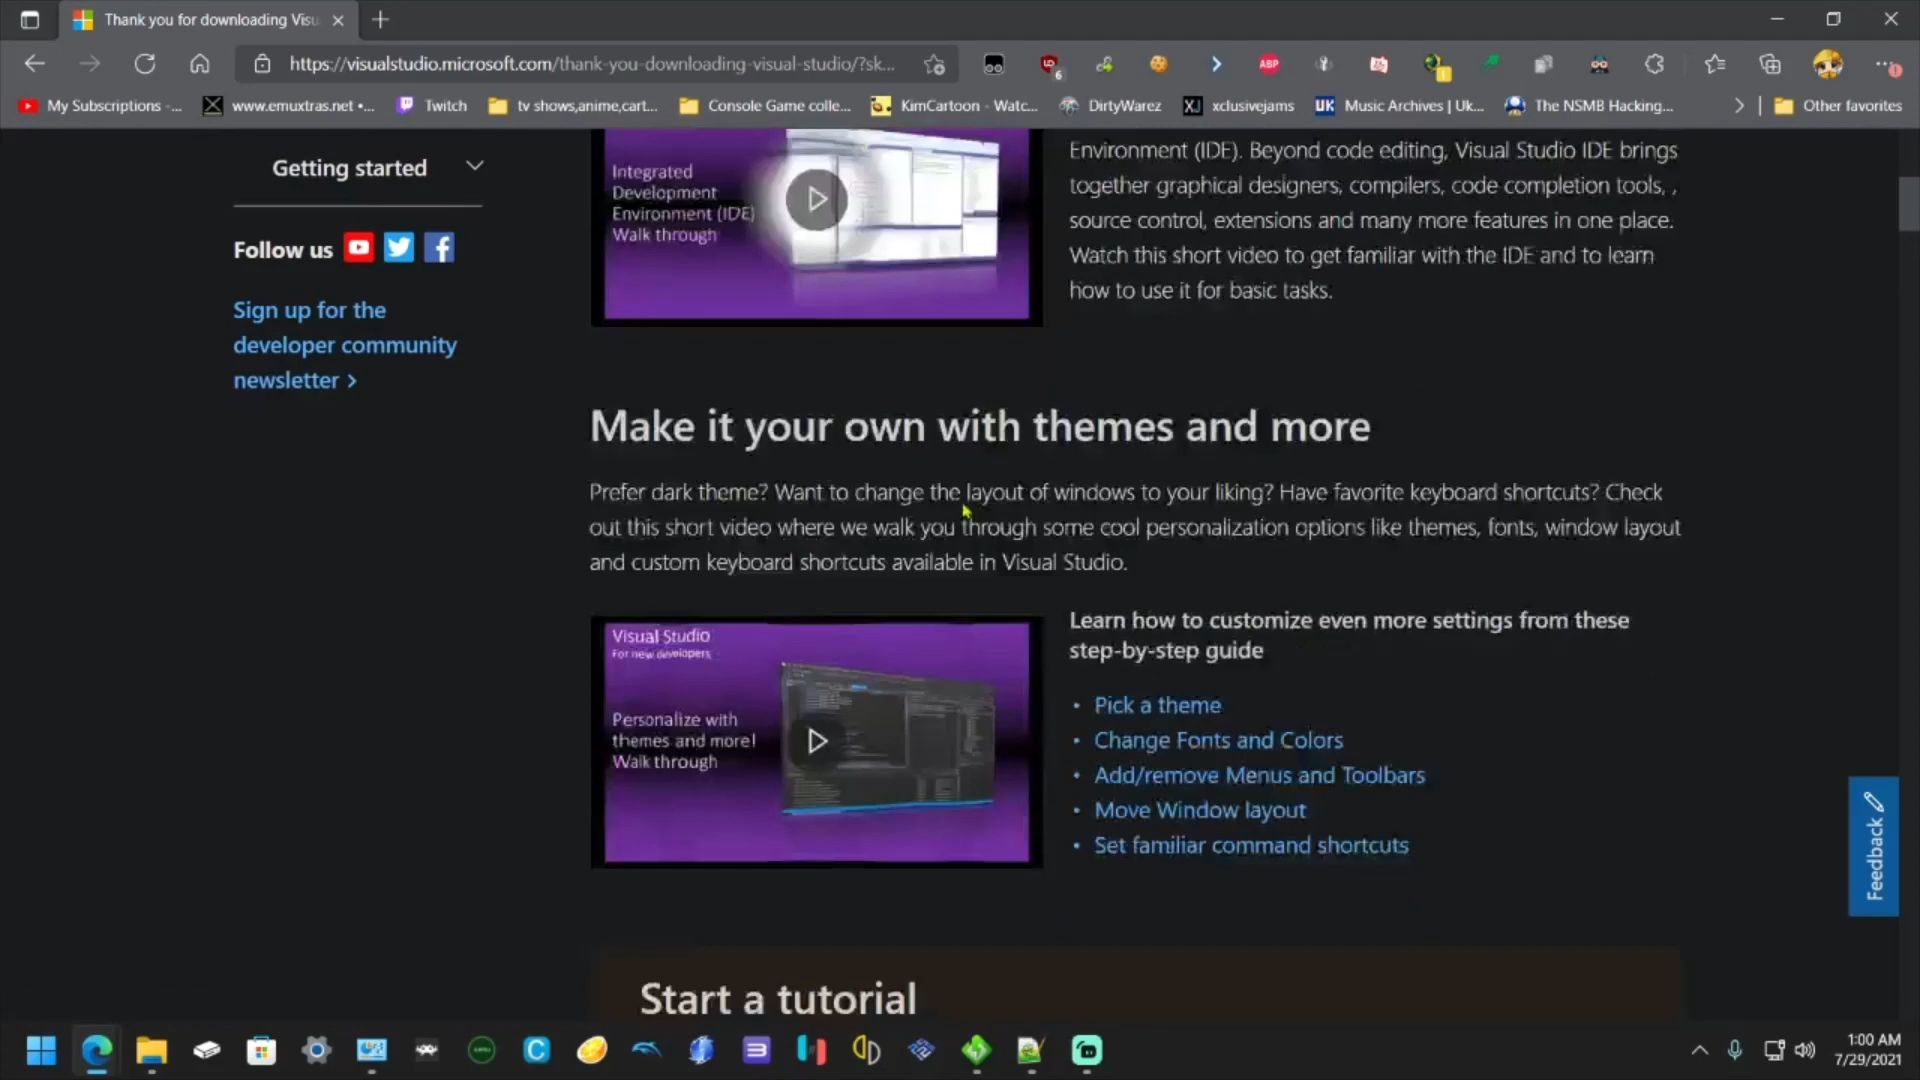 Thank you for downloading Visu
https://visualstudio.microsoft.com/thank-you-downloading-visual-studio/?sk...
6
ABP
1
My Subscriptions -...
www.emuxtras.net •...
Twitch
tv shows,anime,cart...
Console Game colle...
KimCartoon - Watc...
DirtyWarez
XJ
xclusivejams
UK
Music Archives | Uk...
The NSMB Hacking...
Other favorites
Getting started
Follow us
Sign up for the
developer community
newsletter >
Integrated
Development
Environment (IDE)
Walk through
Environment (IDE). Beyond code editing, Visual Studio IDE brings
together graphical designers, compilers, code completion tools, ,
source control, extensions and many more features in one place.
Watch this short video to get familiar with the IDE and to learn
how to use it for basic tasks.
Make it your own with themes and more
Prefer dark theme? Want to change the layout of windows to your liking? Have favorite keyboard shortcuts? Check
out this short video where we walk you through some cool personalization options like themes, fonts, window layout
and custom keyboard shortcuts available in Visual Studio.
Visual Studio
For new developers
Personalize with
themes and more!
Walk through
Learn how to customize even more settings from these
step-by-step guide
• Pick a theme
• Change Fonts and Colors
• Add/remove Menus and Toolbars
• Move Window layout
• Set familiar command shortcuts
Feedback
Start a tutorial
1:00 AM
7/29/2021